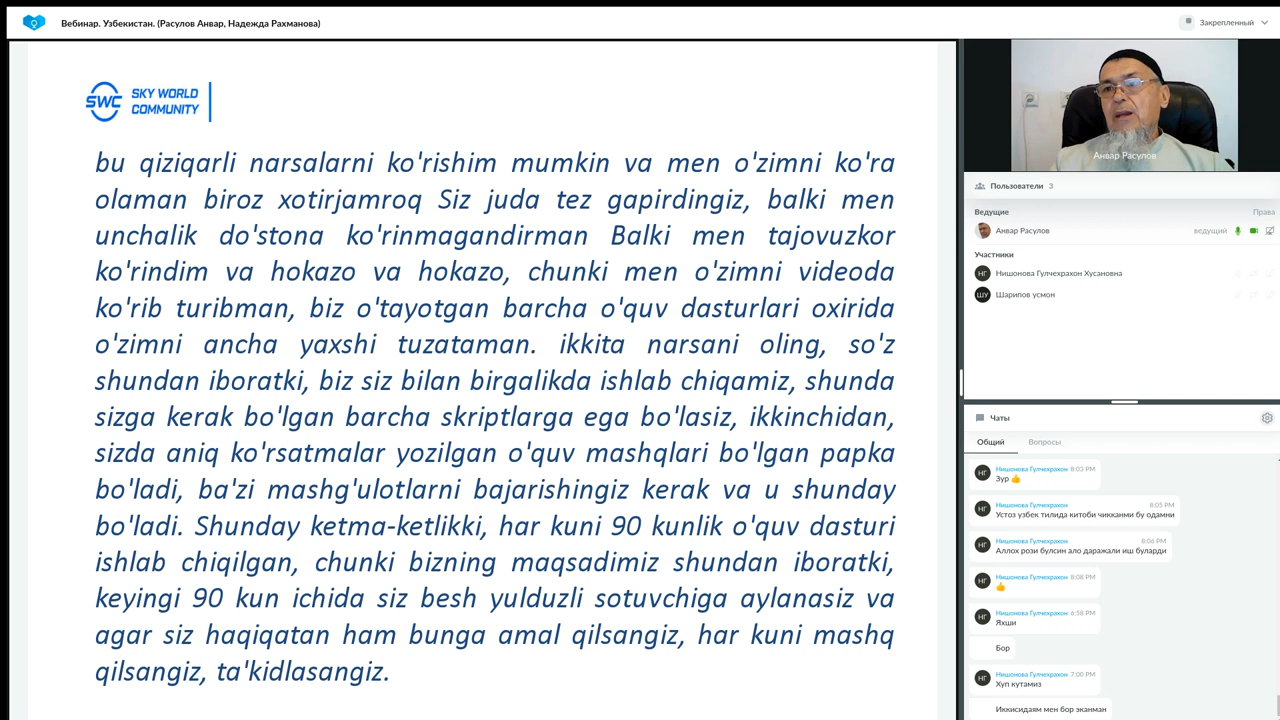 Вебинар. Узбекистан. (Расулов Анвар, Надежда Рахманова)
Закрепленный
SWC
SKY WORLD
COMMUNITY
bu qiziqarli narsalarni ko'rishim mumkin va men o'zimni ko'ra
olaman biroz xotirjamroq Siz juda tez gapirdingiz, balki men
unchalik do'stona ko'rinmagandirman Balki men tajovuzkor
ko'rindim va hokazo va hokazo, chunki men o'zimni videoda
ko'rib turibman, biz o'tayotgan barcha o'quv dasturlari oxirida
o'zimni ancha yaxshi tuzataman. ikkita narsani oling, so'z
shundan iboratki, biz siz bilan birgalikda ishlab chiqamiz, shunda
sizga kerak bo'lgan barcha skriptlarga ega bo'lasiz, ikkinchidan,
sizda aniq ko'rsatmalar yozilgan o'quv mashqlari bo'lgan papka
bo'ladi, ba'zi mashg'ulotlarni bajarishingiz kerak va u shunday
bo'ladi. Shunday ketma-ketlikki, har kuni 90 kunlik o'quv dasturi
ishlab chiqilgan, chunki bizning maqsadimiz shundan iboratki,
keyingi 90 kun ichida siz besh yulduzli sotuvchiga aylanasiz va
agar siz haqiqatan ham bunga amal qilsangiz, har kuni mashq
qilsangiz, ta'kidlasangiz.
Анвар Расулов
Пользователи 3
Ведущие Права
Анвар Расулов ведущий
Участники
НГ Нишонова Гулчехрахон Хусановна
ШУ Шарипов усмон
Чаты
Общий Вопросы
НГ Нишонова Гулчехрахон 8:03 PM
Зур 👍
НГ Нишонова Гулчехрахон 8:05 PM
Устоз узбек тилида китоби чикканми бу одамни
НГ Нишонова Гулчехрахон 8:06 PM
Аллох рози булсин ало даражали иш буларди
НГ Нишонова Гулчехрахон 8:08 PM
👍
НГ Нишонова Гулчехрахон 6:58 PM
Яхши
Бор
НГ Нишонова Гулчехрахон 7:00 PM
Хуп кутамиз
Иккисидаям мен бор эканман